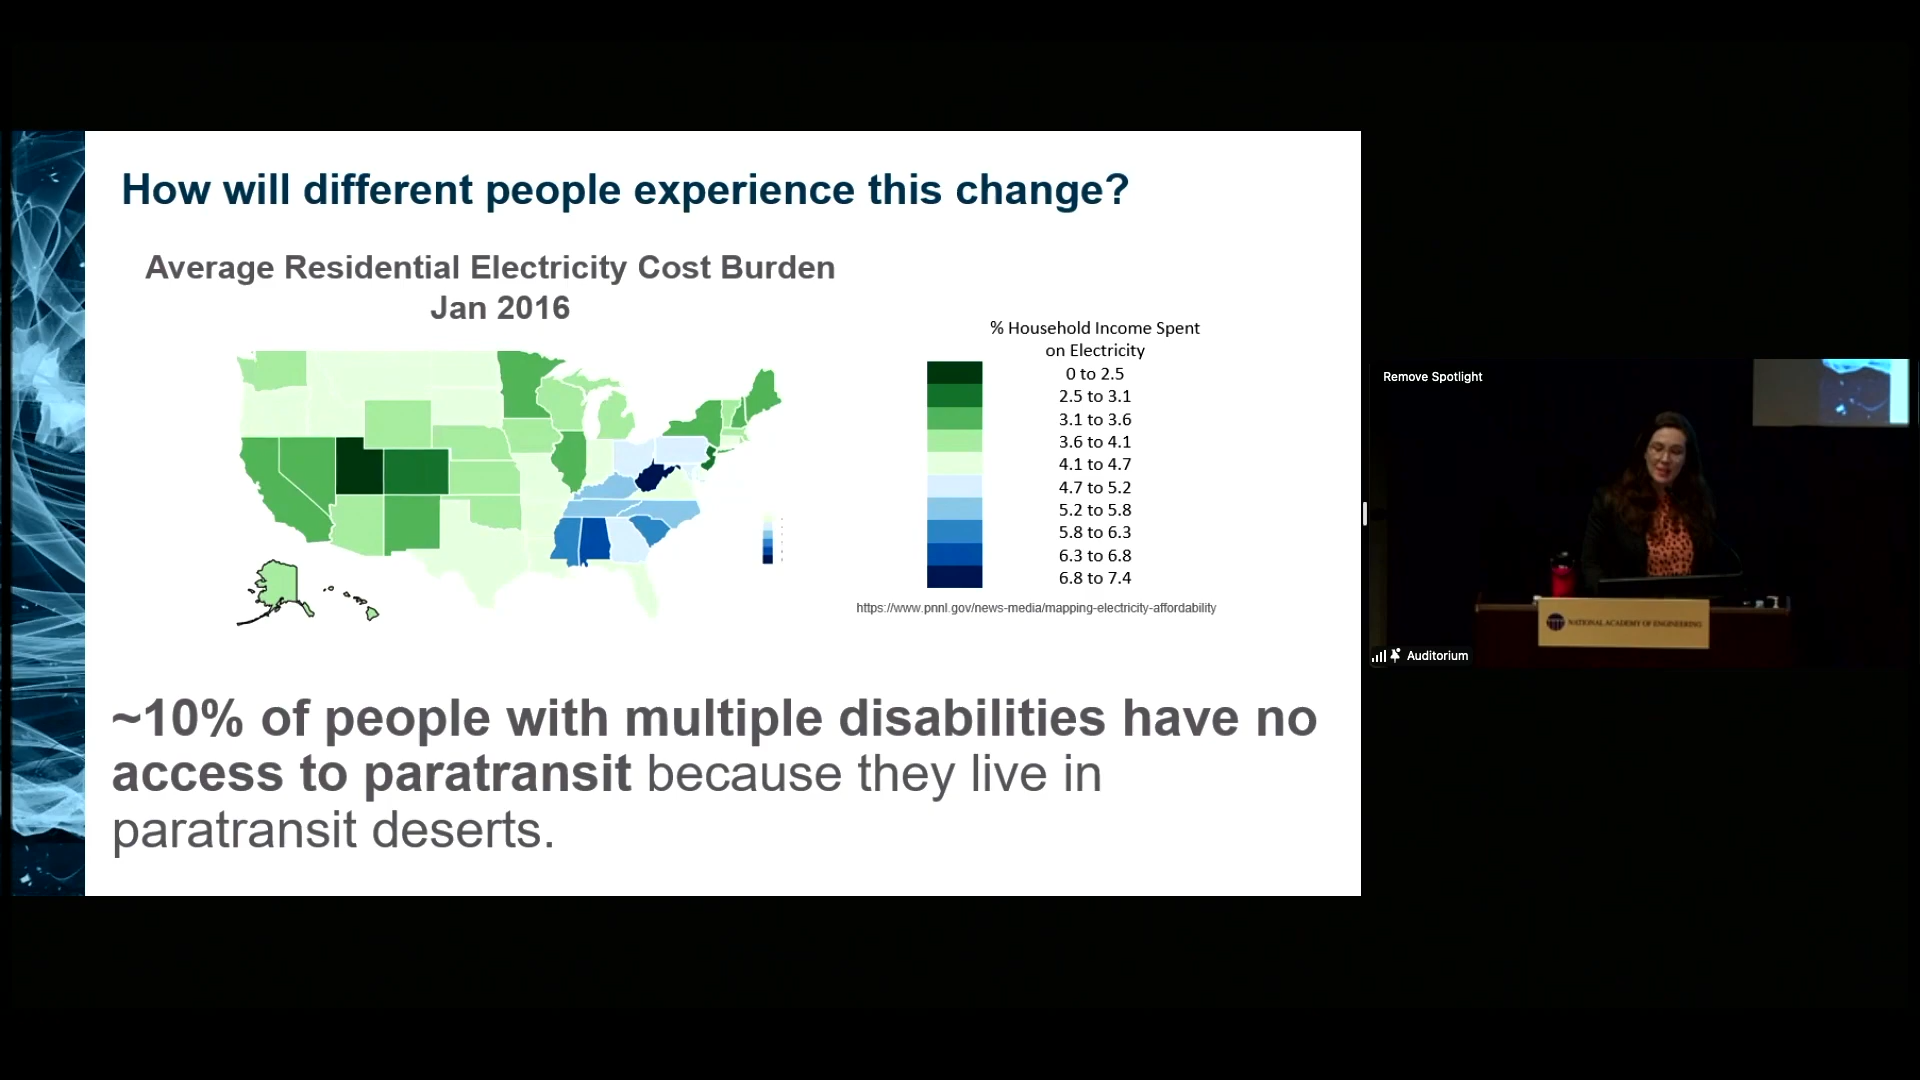 How will different people experience this change?
Average Residential Electricity Cost Burden
Jan 2016
% Household Income Spent
on Electricity
0 to 2.5
2.5 to 3.1
3.1 to 3.6
3.6 to 4.1
4.1 to 4.7
4.7 to 5.2
5.2 to 5.8
5.8 to 6.3
6.3 to 6.8
6.8 to 7.4
https://www.pnnl.gov/news-media/mapping-electricity-affordability
~10% of people with multiple disabilities have no
access to paratransit because they live in
paratransit deserts.
Remove Spotlight
NATIONAL ACADEMY OF ENGINEERING
Auditorium